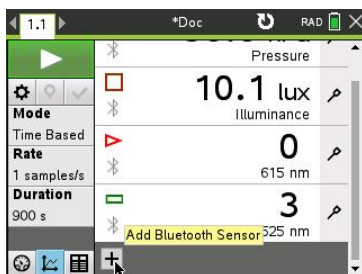 1.1 *Doc RAD
Pressure
10.1 lux
Illuminance
Mode
Time Based
Rate
1 samples/s
Duration
900 s
0
615 nm
3
525 nm
Add Bluetooth Sensor